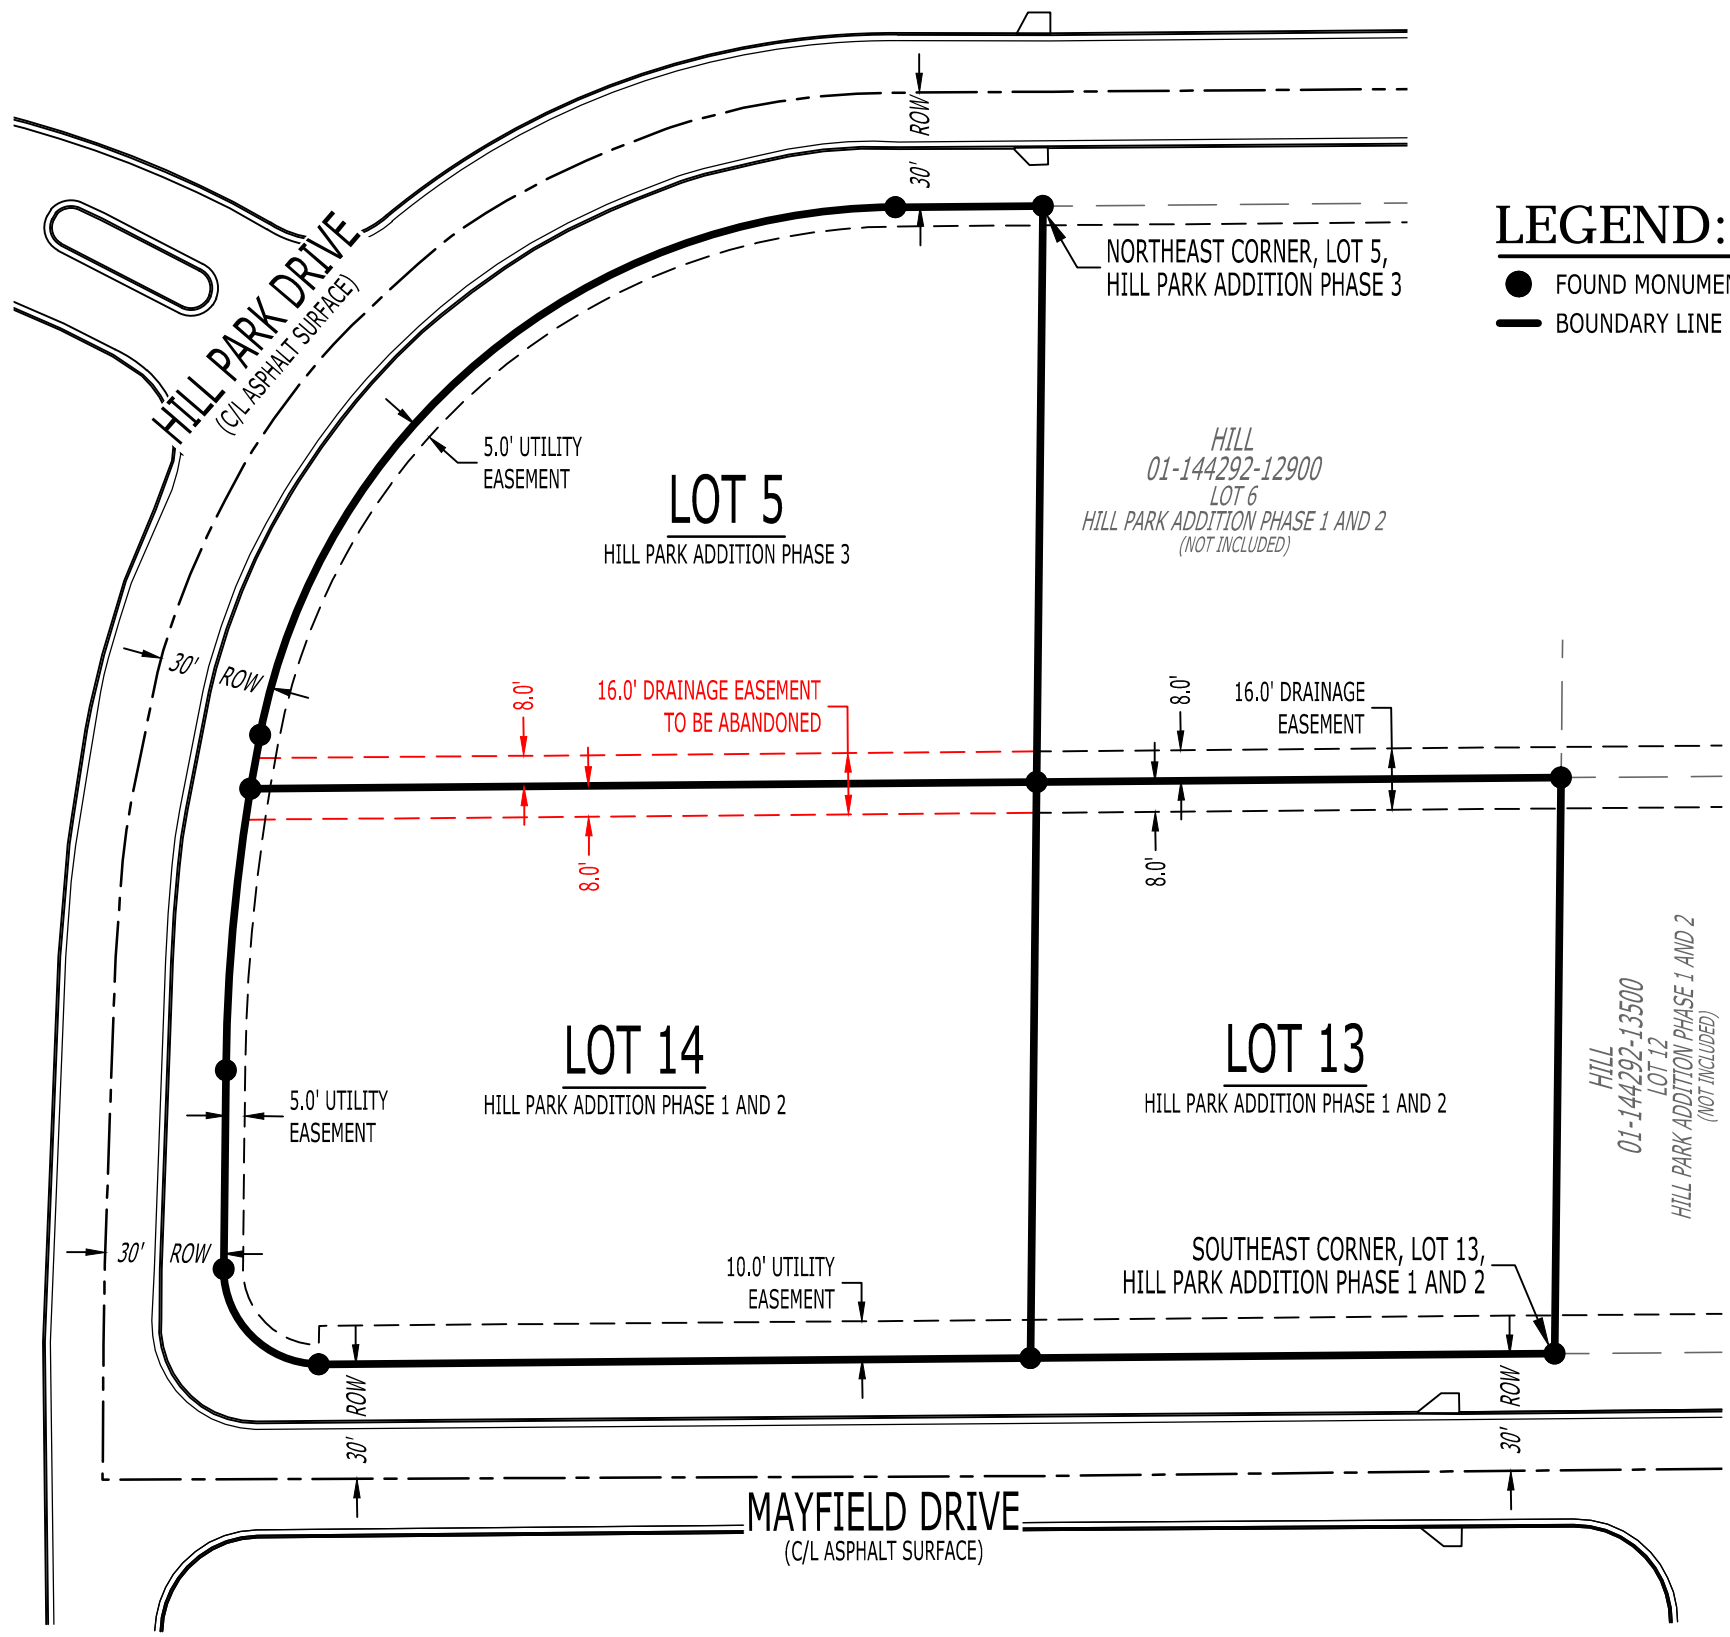 ROW
30'
LEGEND:
FOUND MONUMEN
BOUNDARY LINE
NORTHEAST CORNER, LOT 5,
HILL PARK ADDITION PHASE 3
HILL PARK DRIVE
(C/L ASPHALT SURFACE)
5.0' UTILITY
EASEMENT
LOT 5
HILL PARK ADDITION PHASE 3
HILL
01-144292-12900
LOT 6
HILL PARK ADDITION PHASE 1 AND 2
(NOT INCLUDED)
30' ROW
8.0'
16.0' DRAINAGE EASEMENT
TO BE ABANDONED
8.0'
8.0'
16.0' DRAINAGE
EASEMENT
8.0'
LOT 14
HILL PARK ADDITION PHASE 1 AND 2
LOT 13
HILL PARK ADDITION PHASE 1 AND 2
HILL
01-144292-13500
LOT 12
HILL PARK ADDITION PHASE 1 AND 2
(NOT INCLUDED)
5.0' UTILITY
EASEMENT
30' ROW
10.0' UTILITY
EASEMENT
SOUTHEAST CORNER, LOT 13,
HILL PARK ADDITION PHASE 1 AND 2
30' ROW
30' ROW
MAYFIELD DRIVE
(C/L ASPHALT SURFACE)